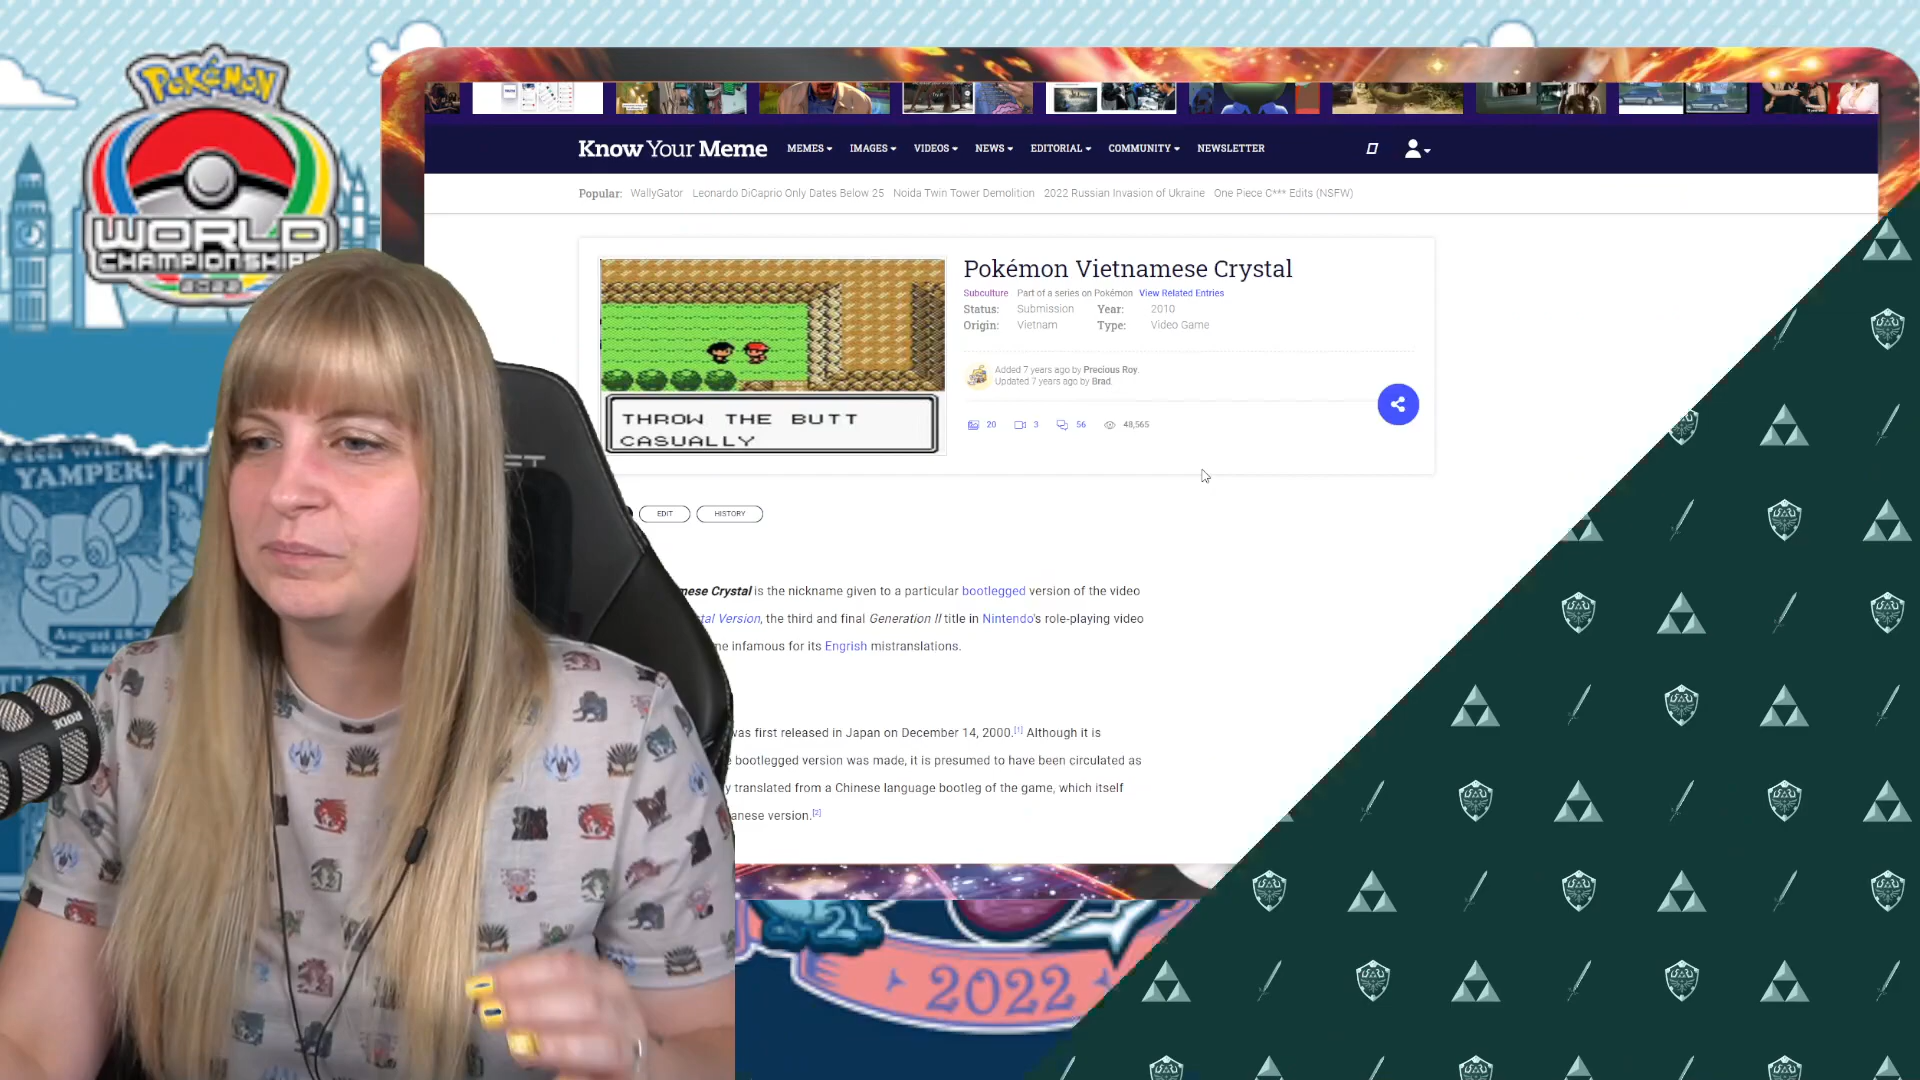 POKÉMON
WORLD
CHAMPIONSHIPS
2022
YAMPER!
August 18-
RODE
Know Your Meme
MEMES
IMAGES
VIDEOS
NEWS
EDITORIAL
COMMUNITY
NEWSLETTER
Popular: WallyGator Leonardo DiCaprio Only Dates Below 25 Noida Twin Tower Demolition 2022 Russian Invasion of Ukraine One Piece C*** Edits (NSFW)
THROW THE BUTT
CASUALLY
Pokémon Vietnamese Crystal
Subculture Part of a series on Pokémon View Related Entries
Status: Submission Year: 2010
Origin: Vietnam Type: Video Game
Added 7 years ago by Precious Roy.
Updated 7 years ago by Brad.
20 3 56 48,565
EDIT HISTORY
mese Crystal is the nickname given to a particular bootlegged version of the video
tal Version, the third and final Generation II title in Nintendo's role-playing video
me infamous for its Engrish mistranslations.
was first released in Japan on December 14, 2000.[1] Although it is
bootlegged version was made, it is presumed to have been circulated as
y translated from a Chinese language bootleg of the game, which itself
anese version.[2]
2022